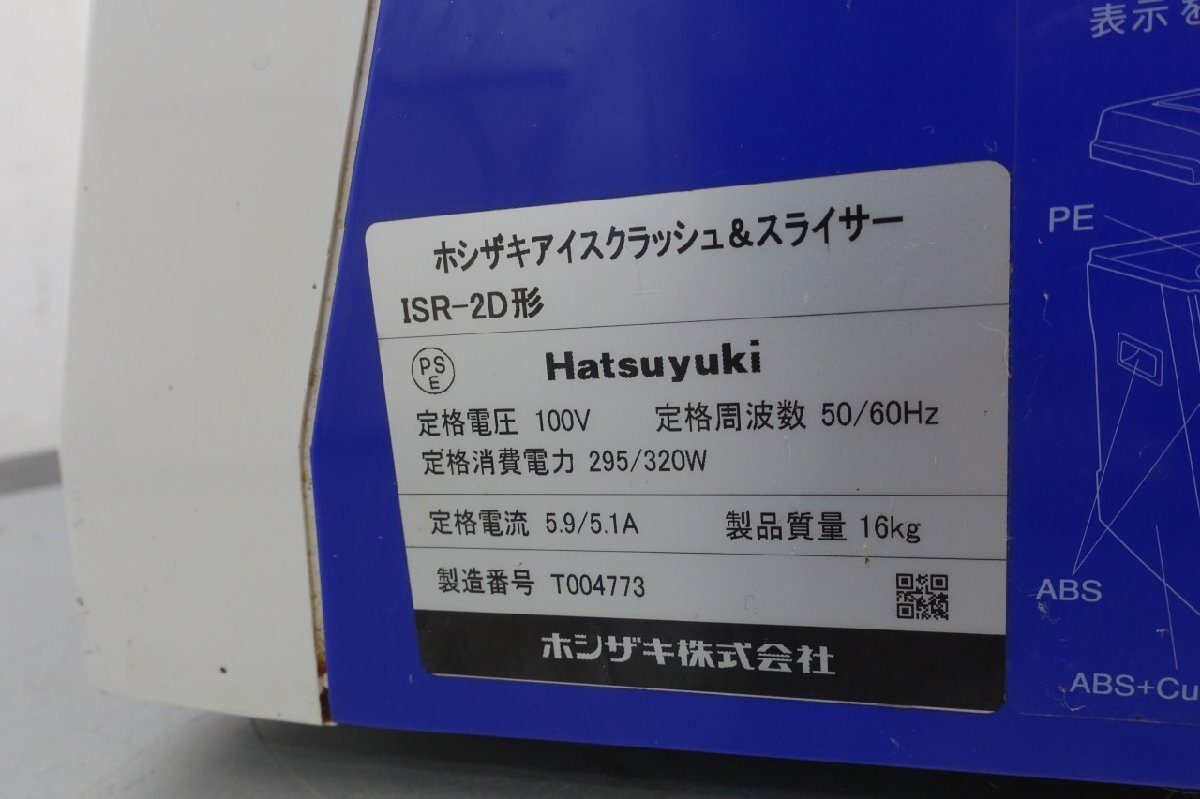 ホシザキアイスクラッシュ&スライサー
ISR-2D形
PS
E
Hatsuyuki
定格電圧 100V 定格周波数 50/60Hz
定格消費電力 295/320W
定格電流 5.9/5.1A 製品質量 16kg
製造番号 T004773
ホシザキ株式会社
表示を
PE
ABS
ABS+Cu